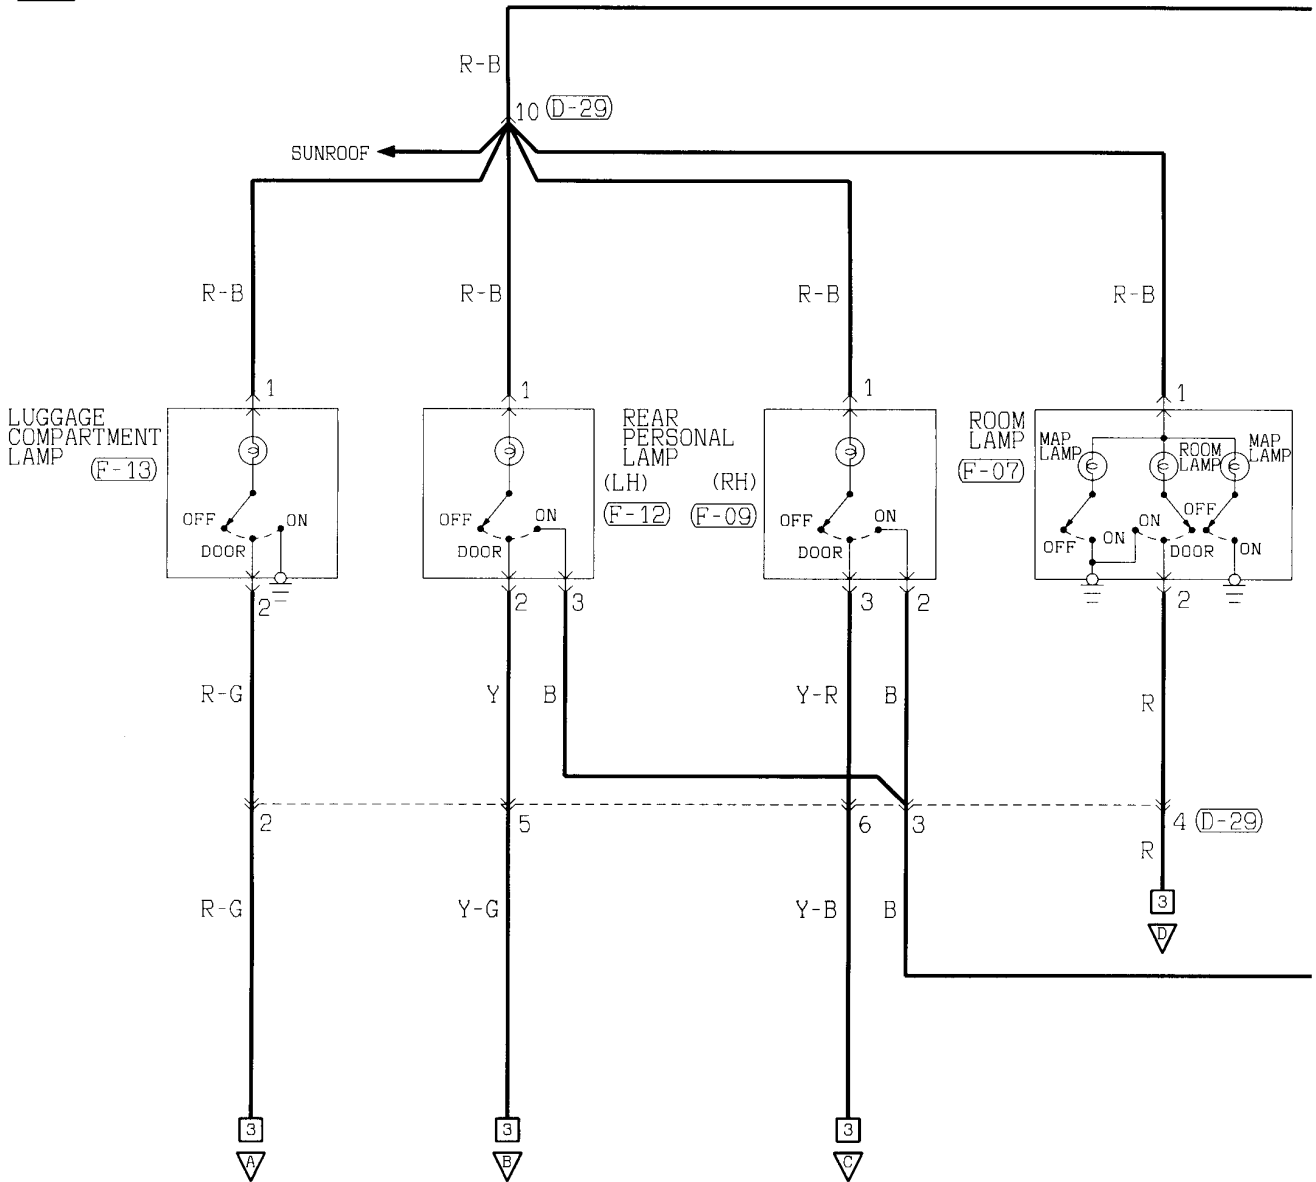 R-B
10 (D-29)
SUNROOF
R-B
R-B
R-B
R-B
1
1
1
1
LUGGAGE
COMPARTMENT
LAMP
(F-13)
OFF
ON
DOOR
2
OFF
ON
DOOR
2
3
REAR
PERSONAL
LAMP
(LH)
(RH)
(F-12)
(F-09)
OFF
ON
DOOR
3
2
ROOM
LAMP
(F-07)
MAP
LAMP
ROOM
LAMP
MAP
LAMP
OFF
ON
ON
DOOR
OFF
ON
2
R-G
Y
B
Y-R
B
R
2
5
6
3
4 (D-29)
R
R-G
Y-G
Y-B
B
3
D
3
3
3
A
B
C